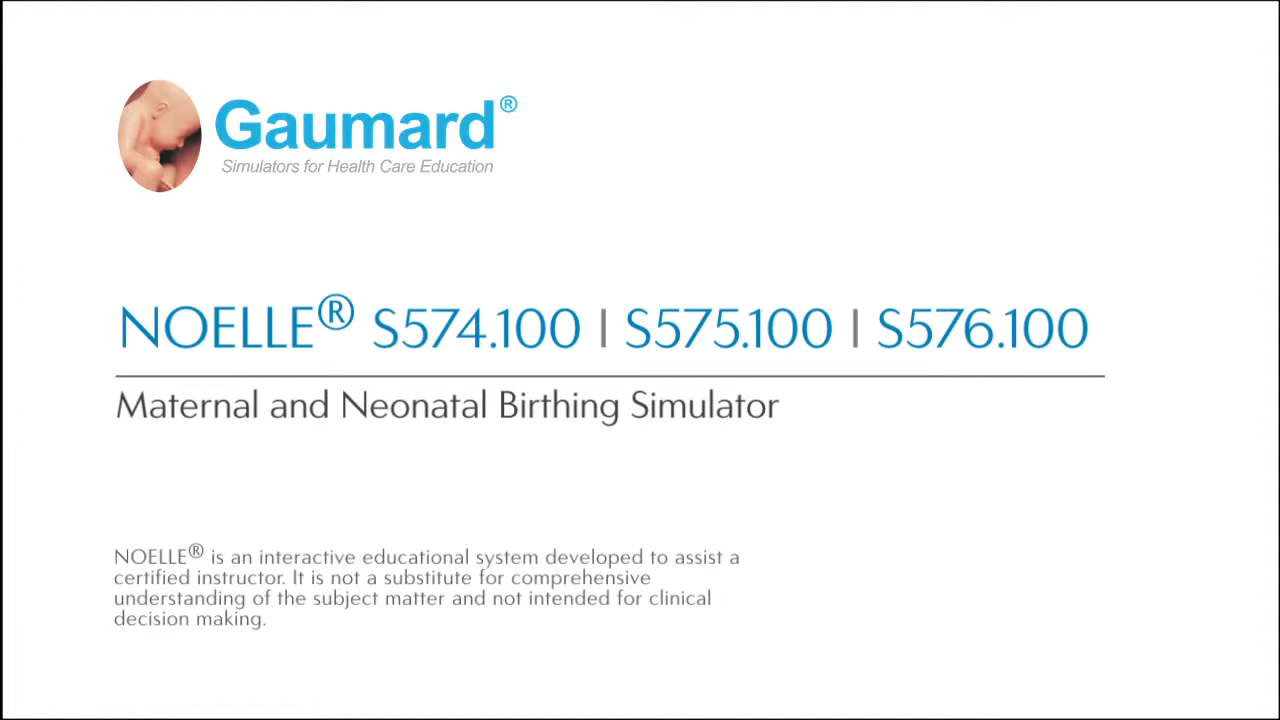 Gaumard®
Simulators for Health Care Education
NOELLE® S574.100 | S575.100 | S576.100
Maternal and Neonatal Birthing Simulator
NOELLE® is an interactive educational system developed to assist a
certified instructor. It is not a substitute for comprehensive
understanding of the subject matter and not intended for clinical
decision making.